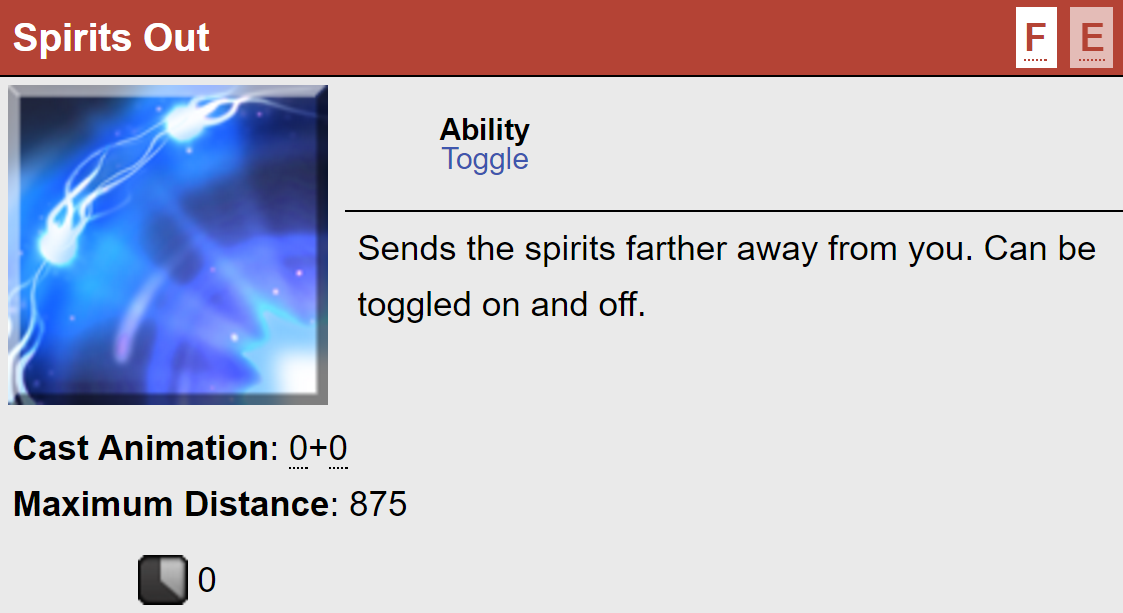 Spirits Out
F E
Ability
Toggle
Sends the spirits farther away from you. Can be
toggled on and off.
Cast Animation: 0+0
Maximum Distance: 875
0